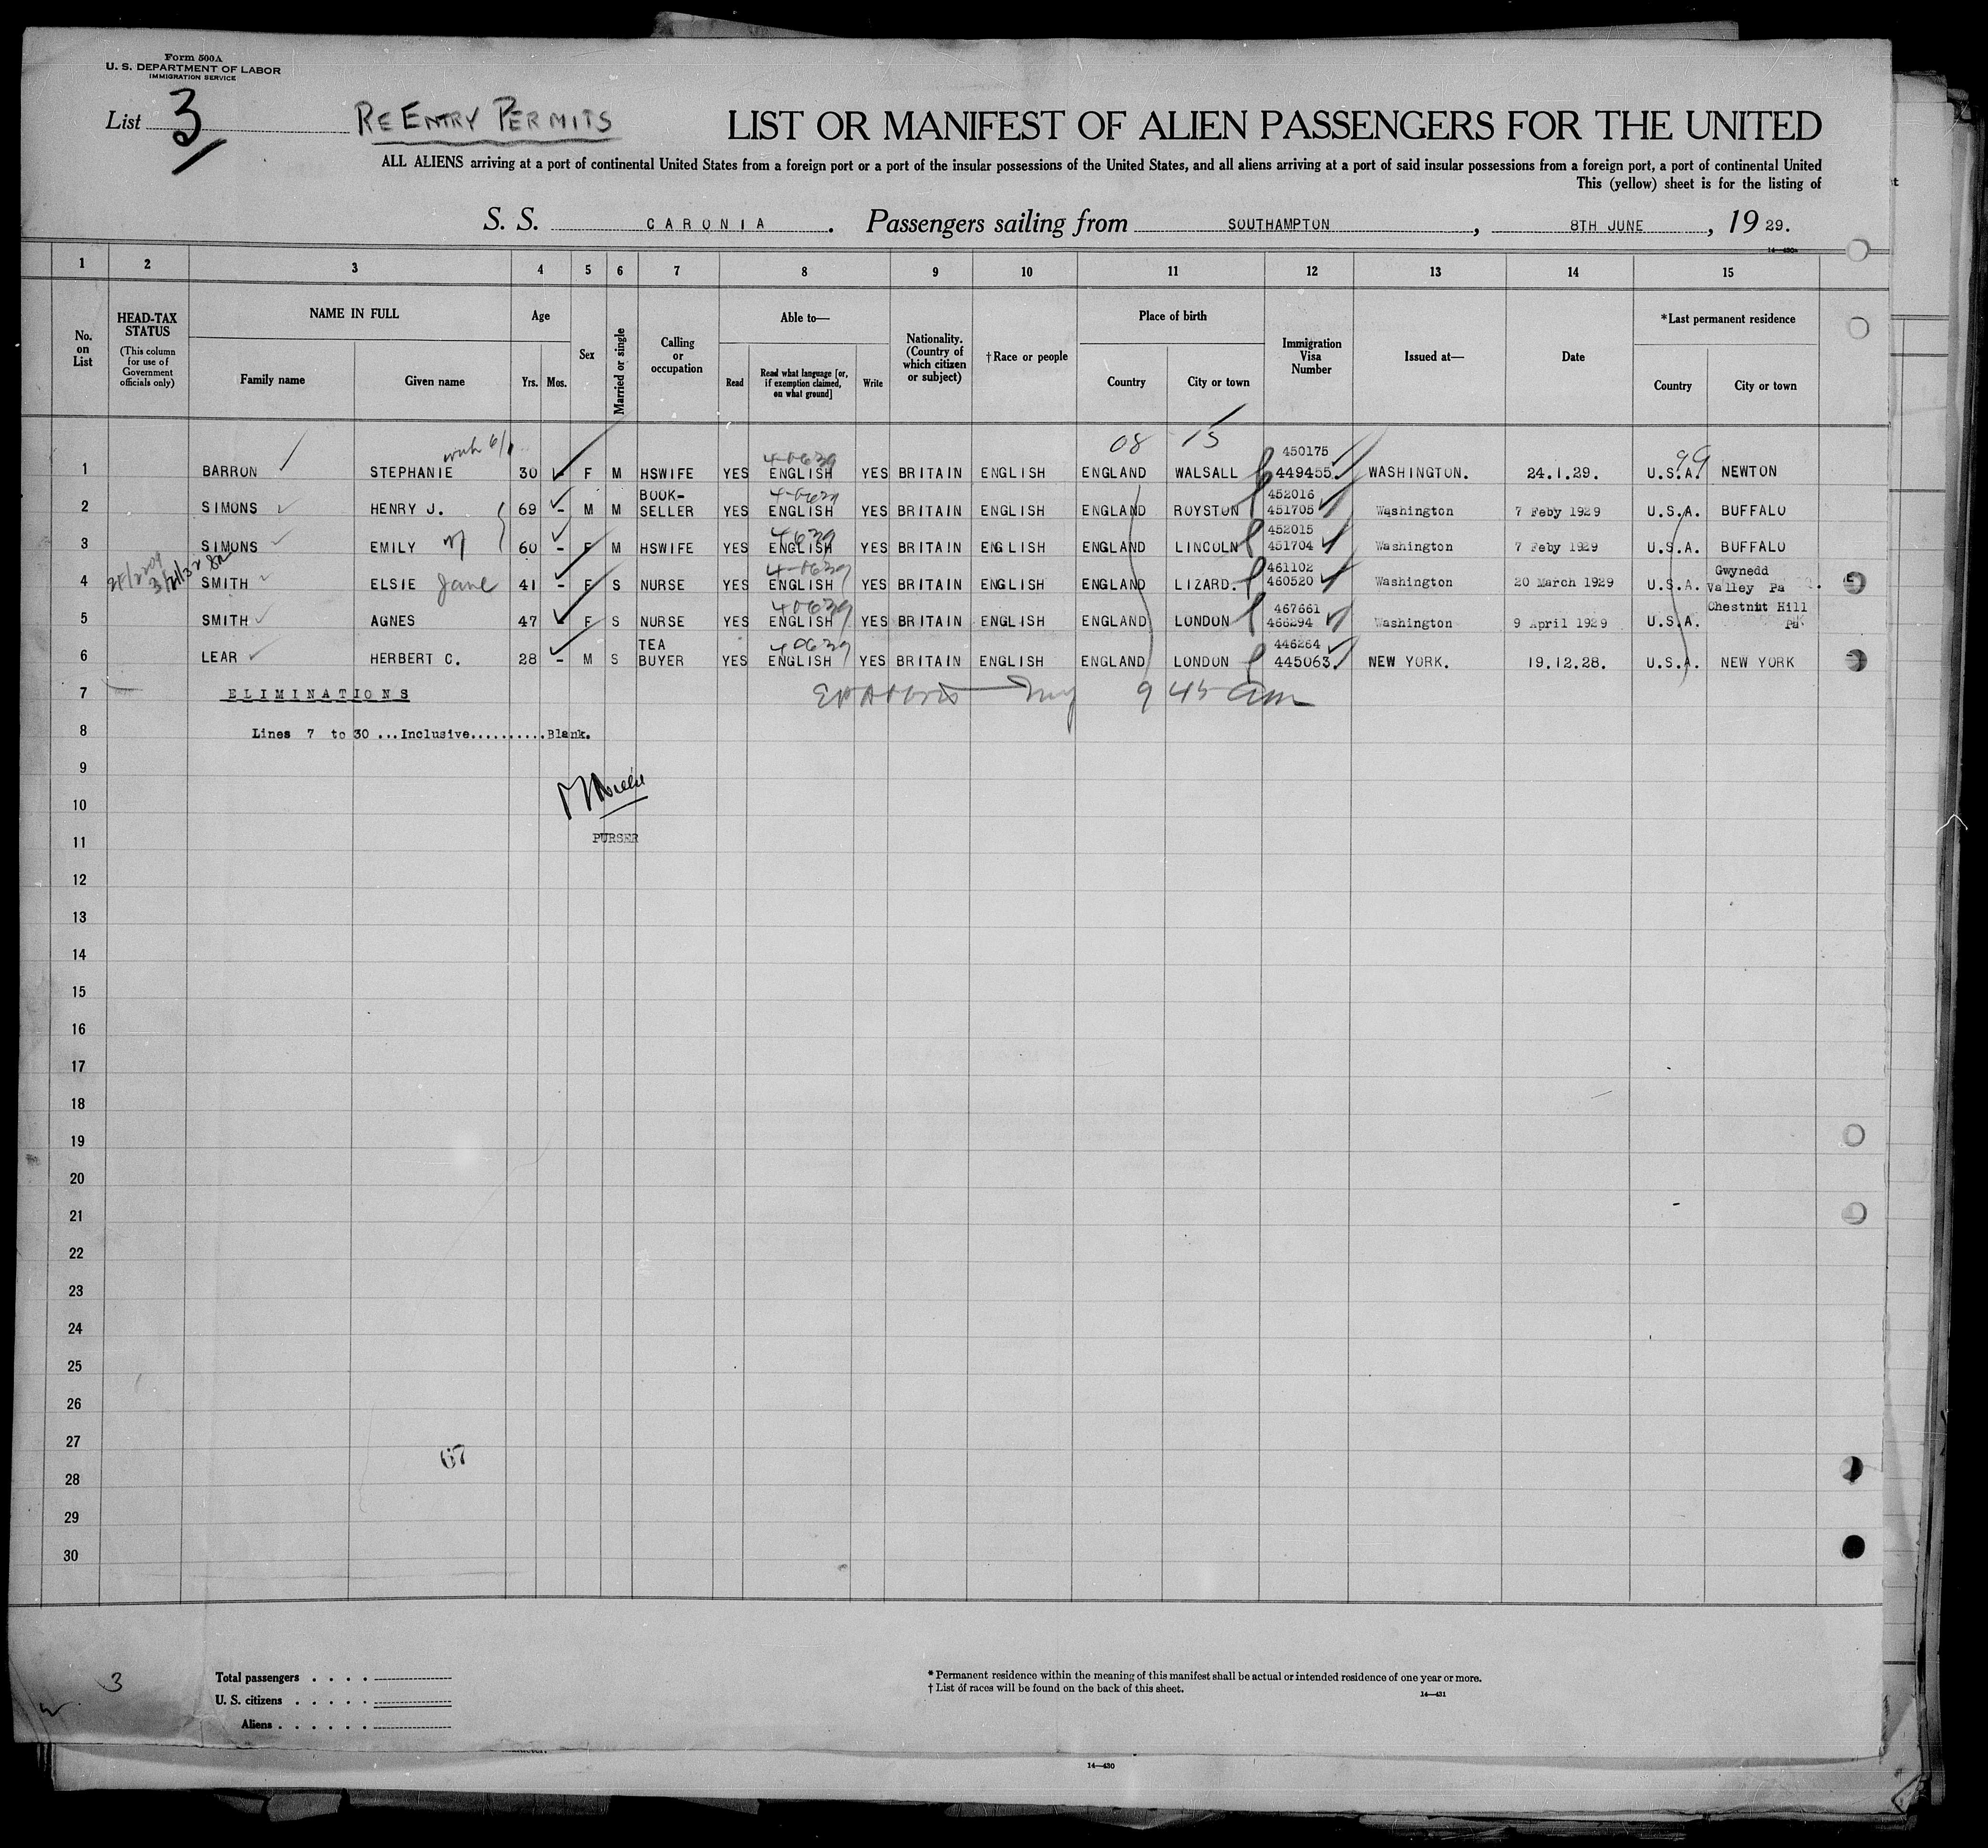 Form 500A
U. S. DEPARTMENT OF LABOR
IMMIGRATION SERVICE
List 3
RE ENTRY PERMITS
LIST OR MANIFEST OF ALIEN PASSENGERS FOR THE UNITED
ALL ALIENS arriving at a port of continental United States from a foreign port or a port of the insular possessions of the United States, and all aliens arriving at a port of said insular possessions from a foreign port, a port of continental United
This (yellow) sheet is for the listing of
S. S. CARONIA. Passengers sailing from SOUTHAMPTON, 8TH JUNE, 19 29.
14—430a
1 2 3 4 5 6 7 8 9 10 11 12 13 14 15
No. on List
HEAD-TAX STATUS
(This column for use of Government officials only)
NAME IN FULL
Family name Given name
Age
Yrs. Mos.
Sex
Married or single
Calling or occupation
Able to—
Read Read what language [or, if exemption claimed, on what ground] Write
Nationality. (Country of which citizen or subject)
†Race or people
Place of birth
Country City or town
Immigration Visa Number
Issued at—
Date
*Last permanent residence
Country City or town
08 15
99
1 BARRON STEPHANIE 30 - F M HSWIFE YES ENGLISH YES BRITAIN ENGLISH ENGLAND WALSALL 450175 449455. WASHINGTON. 24.1.29. U.S.A. NEWTON
2 SIMONS HENRY J. 69 - M M BOOK-SELLER YES ENGLISH YES BRITAIN ENGLISH ENGLAND ROYSTON 452016 451705 Washington 7 Feby 1929 U.S.A. BUFFALO
3 SIMONS EMILY 60 - F M HSWIFE YES ENGLISH YES BRITAIN ENGLISH ENGLAND LINCOLN 452015 451704 Washington 7 Feby 1929 U.S.A. BUFFALO
4 SMITH ELSIE Jane 41 - F S NURSE YES ENGLISH YES BRITAIN ENGLISH ENGLAND LIZARD. 461102 460520 Washington 20 March 1929 U.S.A. Gwynedd Valley Pa.
5 SMITH AGNES 47 - F S NURSE YES ENGLISH YES BRITAIN ENGLISH ENGLAND LONDON 467661 466294 Washington 9 April 1929 U.S.A. Chestnut Hill Pa
6 LEAR HERBERT C. 28 - M S TEA BUYER YES ENGLISH YES BRITAIN ENGLISH ENGLAND LONDON 446264 445063. NEW YORK. 19.12.28. U.S.A. NEW YORK
7 ELIMINATIONS 9 45 am
8 Lines 7 to 30 ...Inclusive..........Blank.
9
10
11 PURSER
12
13
14
15
16
17
18
19
20
21
22
23
24
25
26
27
67
28
29
30
3
Total passengers . . . .
U. S. citizens . . . . .
Aliens . . . . . .
* Permanent residence within the meaning of this manifest shall be actual or intended residence of one year or more.
† List of races will be found on the back of this sheet.
14—431
14—430